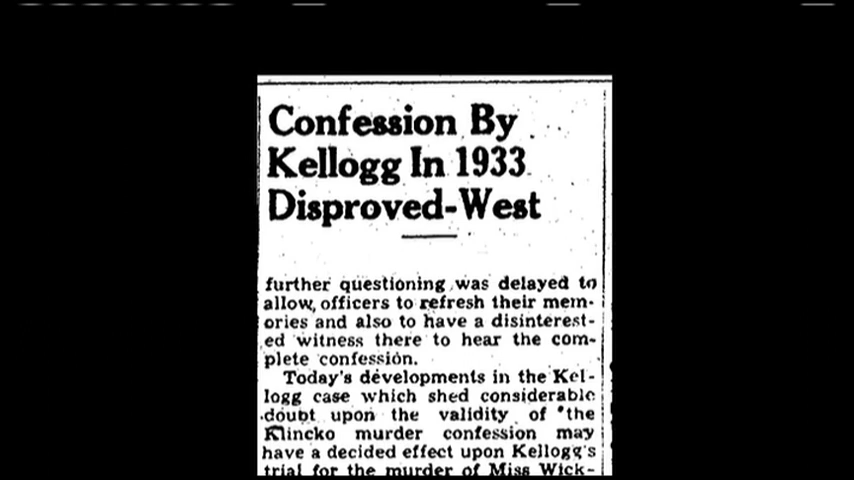 Confession By
Kellogg In 1933
Disproved-West
further questioning was delayed to
allow, officers to refresh their mem-
ories and also to have a disinterest-
ed witness there to hear the com-
plete confession.
Today's developments in the Kel-
logg case which shed considerable
doubt upon the validity of the
Klincko murder confession may
have a decided effect upon Kellogg's
trial for the murder of Miss Wick-